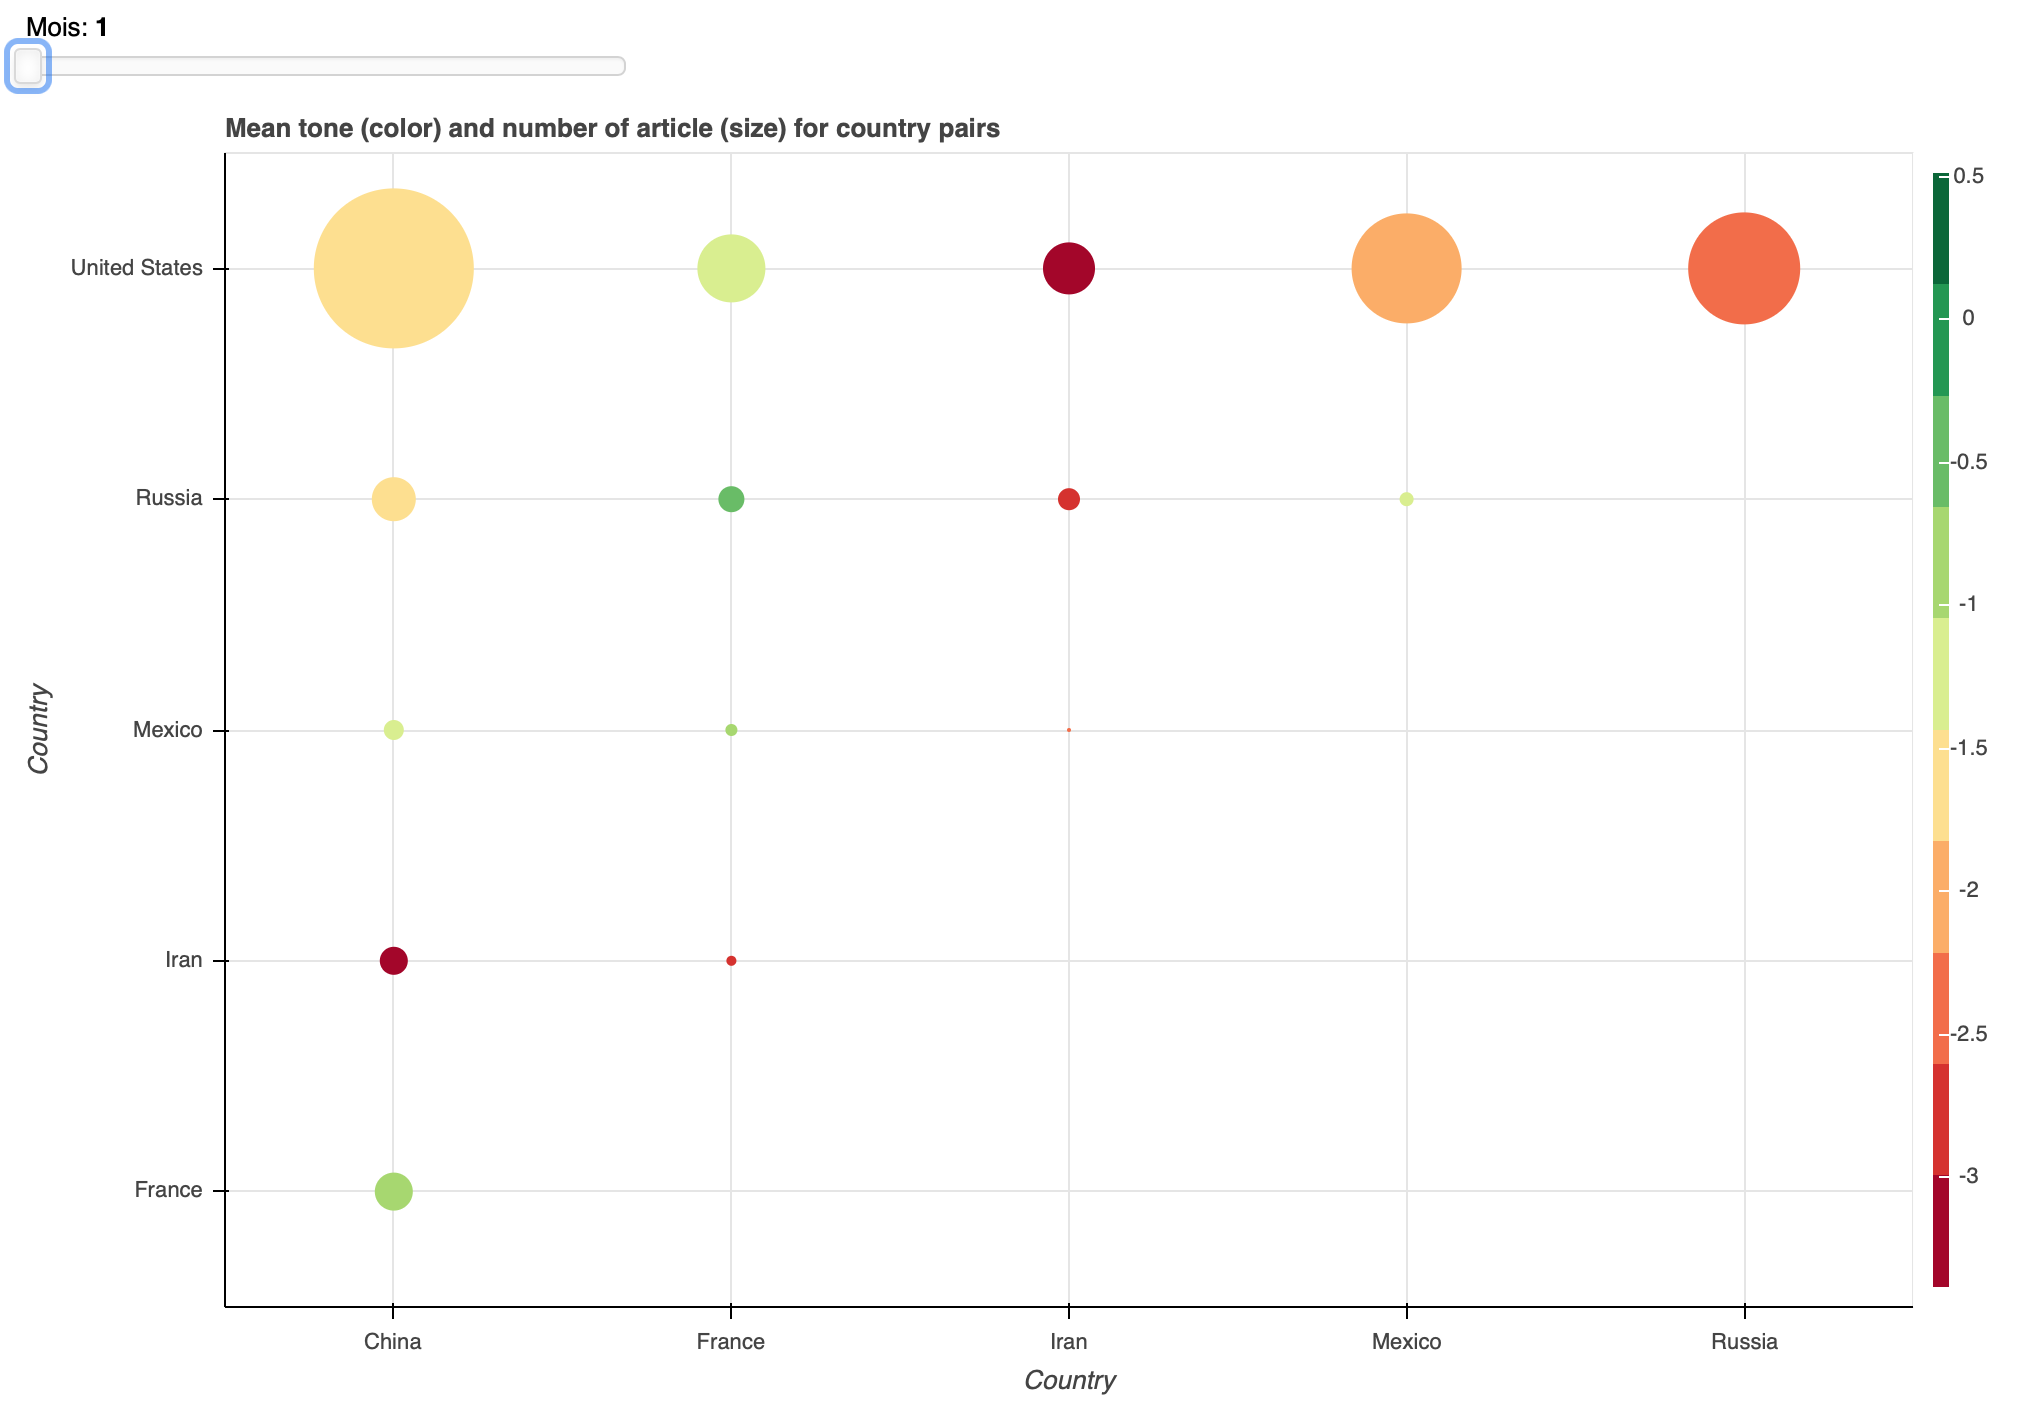 Mois: 1
Mean tone (color) and number of article (size) for country pairs
United States
Russia
Mexico
Iran
France
Country
China
France
Iran
Mexico
Russia
Country
0.5
0
-0.5
-1
-1.5
-2
-2.5
-3